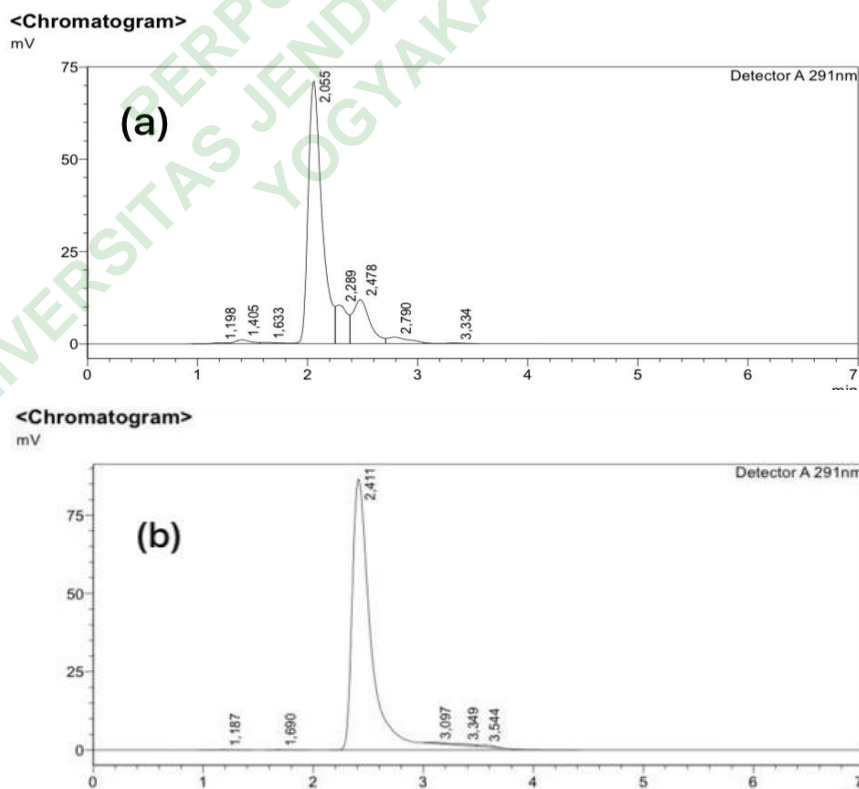 <Chromatogram>
mV
75
Detector A 291nm
2,055
(a)
50
25
2,289
2,478
1,198
1,405
1,633
2,790
3,334
0
0 1 2 3 4 5 6 7
<Chromatogram>
mV
Detector A 291nm
2,411
75
(b)
50
25
1,187
1,690
3,097
3,349
3,544
0
0 1 2 3 4 5 6 7